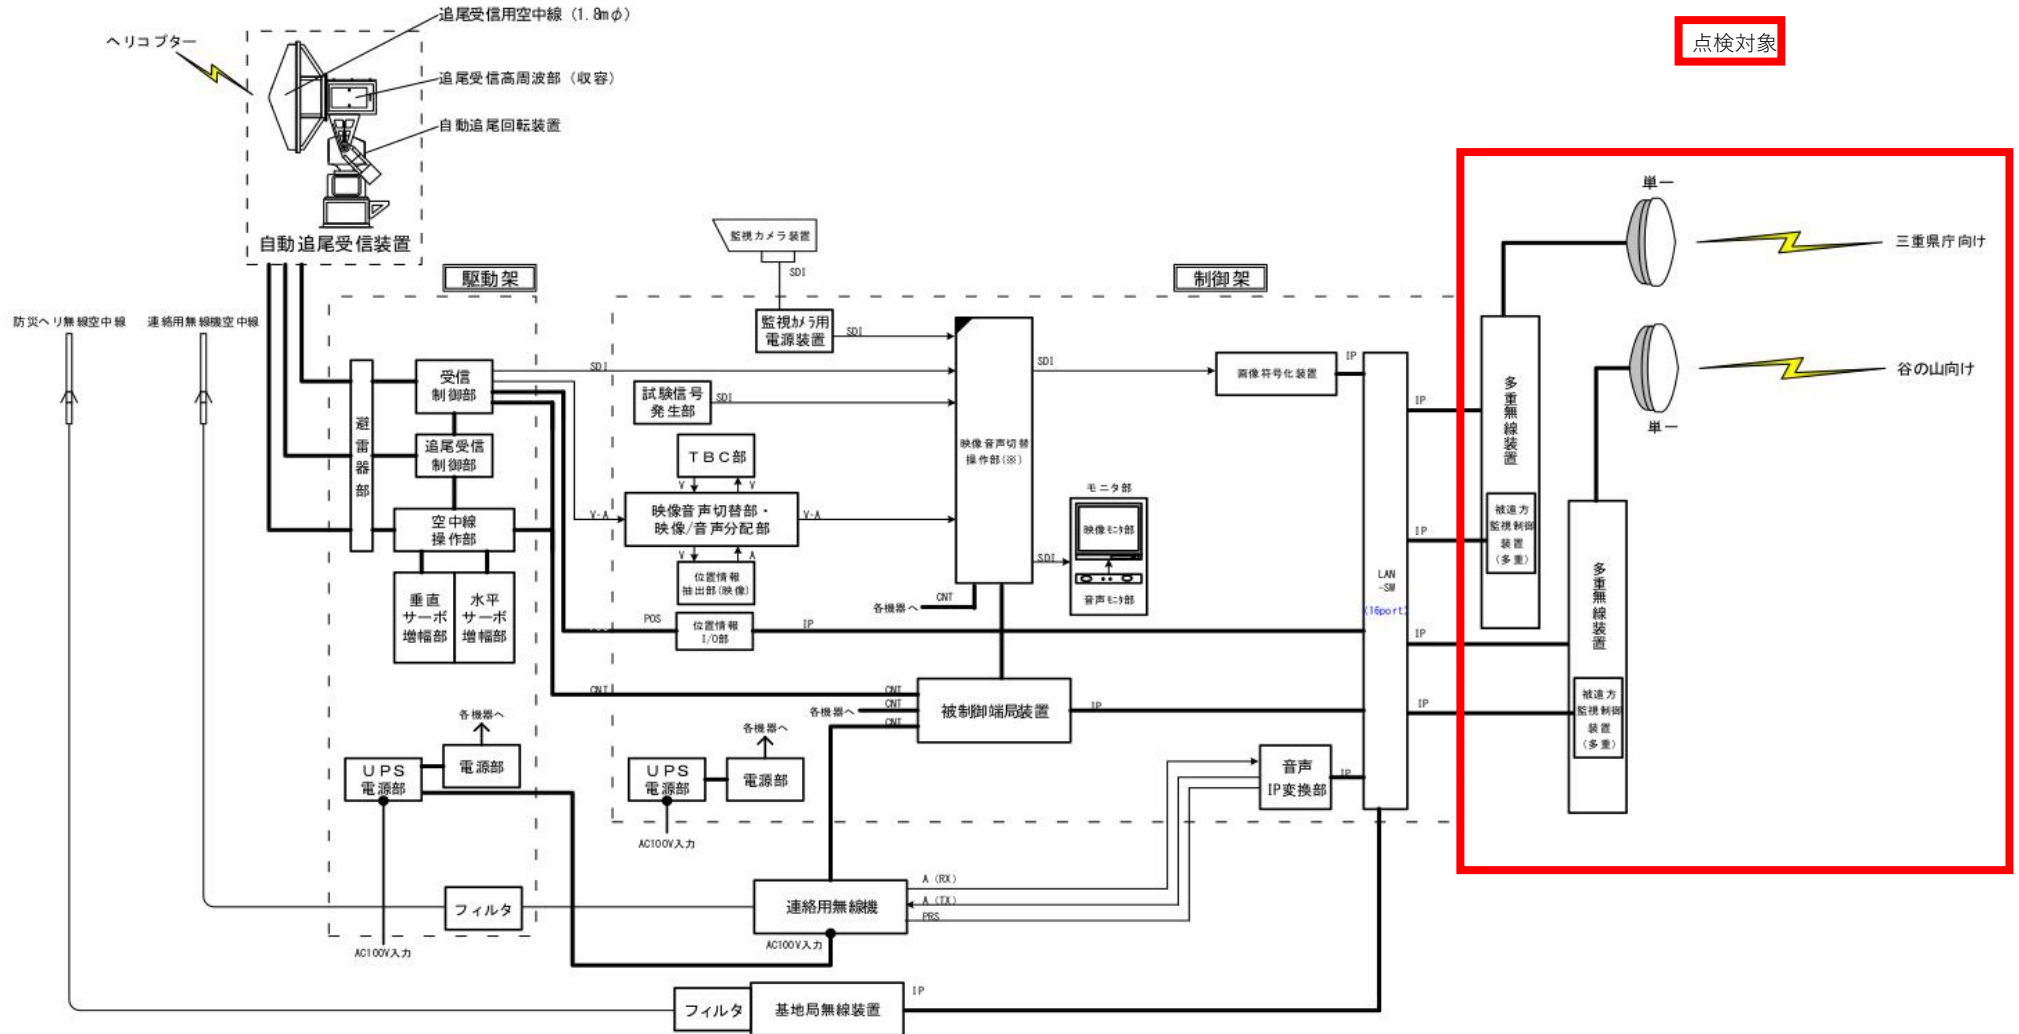 追尾受信用空中線（1.8mφ）
ヘリコプター
追尾受信高周波部（収容）
自動追尾回転装置
自動追尾受信装置
点検対象
駆動架
制御架
防災ヘリ無線空中線
連絡用無線機空中線
監視カメラ装置
SDI
監視カメラ用
電源装置
SDI
受信
制御部
SDI
試験信号
発生部
SDI
避雷器部
追尾受信
制御部
TBC部
V
V
映像音声切替部・
映像/音声分配部
V-A
V-A
V
A
位置情報
抽出部(映像)
空中線
操作部
垂直
サーボ
増幅部
水平
サーボ
増幅部
映像音声切替
操作部(※)
SDI
画像符号化装置
IP
モニタ部
映像モニタ部
音声モニタ部
SDI
CNT
各機器へ
POS
位置情報
I/O部
IP
LAN
-SW
(16port)
CNT
CNT
各機器へ
CNT
CNT
被制御端局装置
IP
各機器へ
UPS
電源部
電源部
AC100V入力
各機器へ
UPS
電源部
電源部
AC100V入力
音声
IP変換部
IP
フィルタ
連絡用無線機
A (RX)
A (TX)
PRS
AC100V入力
フィルタ
基地局無線装置
IP
単一
三重県庁向け
谷の山向け
単一
IP
多重無線装置
被遠方
監視制御
装置
(多重)
IP
IP
多重無線装置
被遠方
監視制御
装置
(多重)
IP